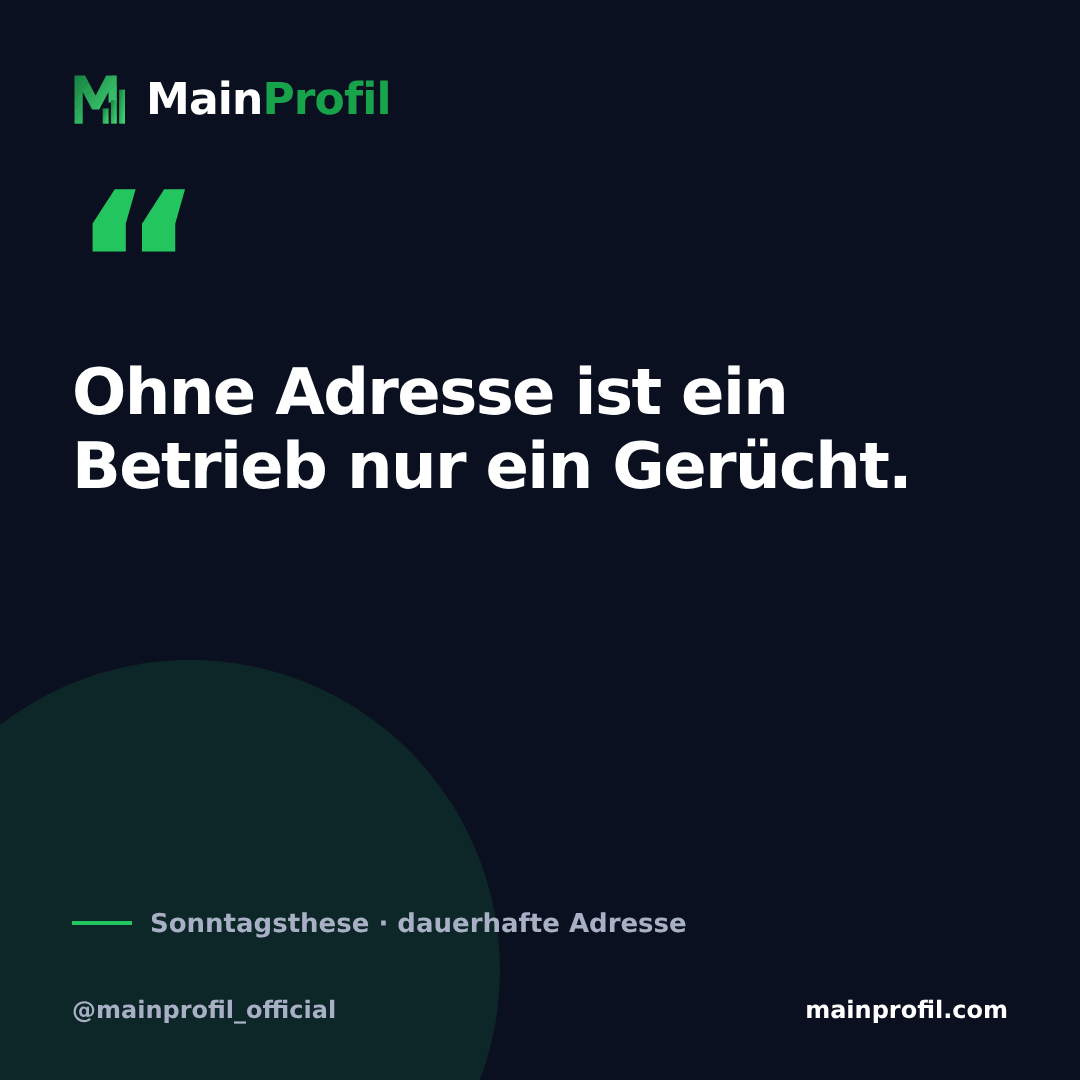 MainProfil
“
Ohne Adresse ist ein
Betrieb nur ein Gerücht.
Sonntagsthese · dauerhafte Adresse
@mainprofil_official
mainprofil.com